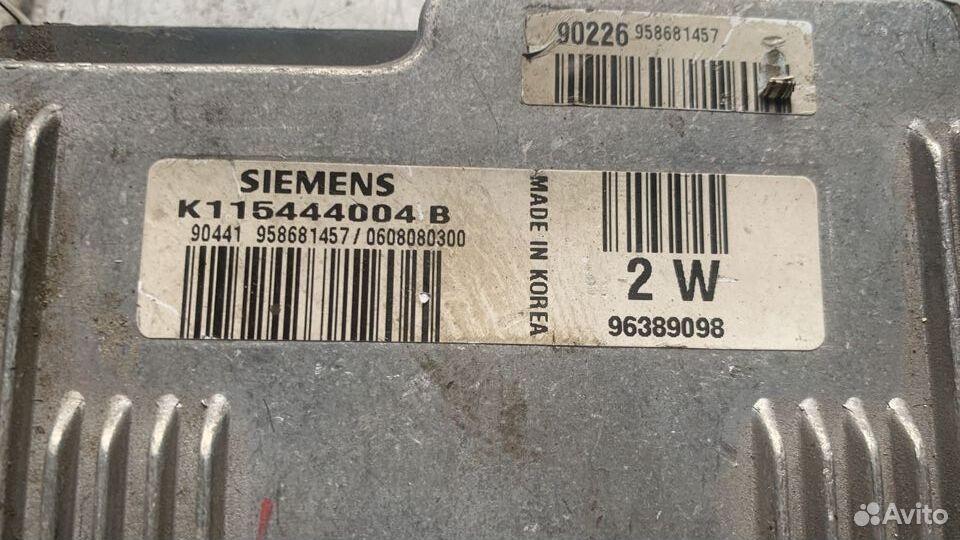 90226 958681457
SIEMENS
K115444004 B
90441 958681457/0608080300
MADE IN KOREA
2 W
96389098
Avito